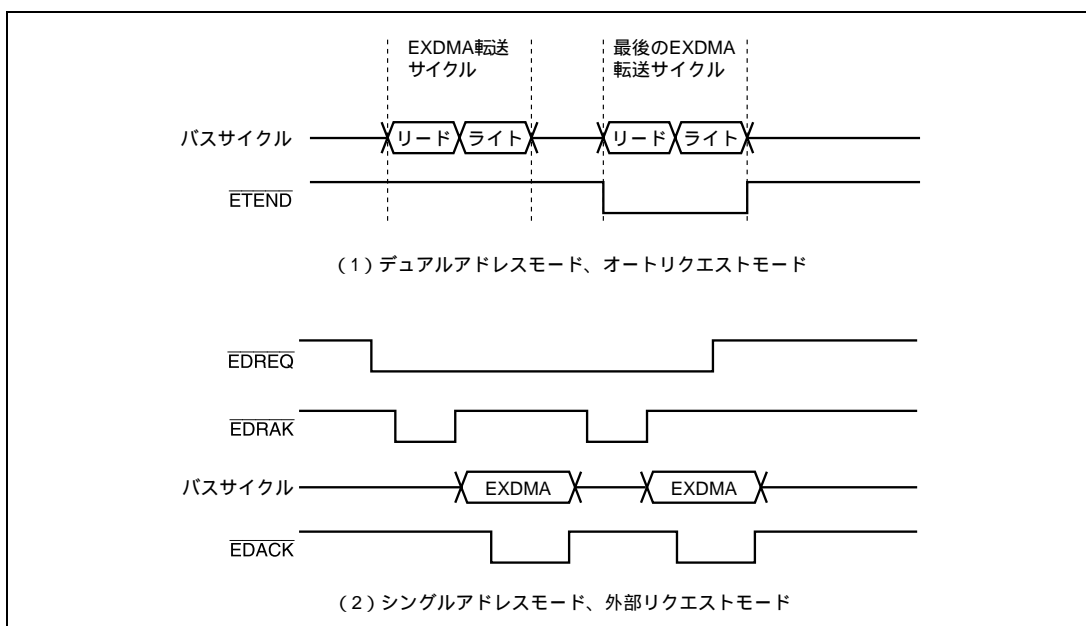 EXDMA転送
サイクル
最後のEXDMA
転送サイクル
バスサイクル
リード
ライト
リード
ライト
ETEND
（1）デュアルアドレスモード、オートリクエストモード
EDREQ
EDRAK
バスサイクル
EXDMA
EXDMA
EDACK
（2）シングルアドレスモード、外部リクエストモード